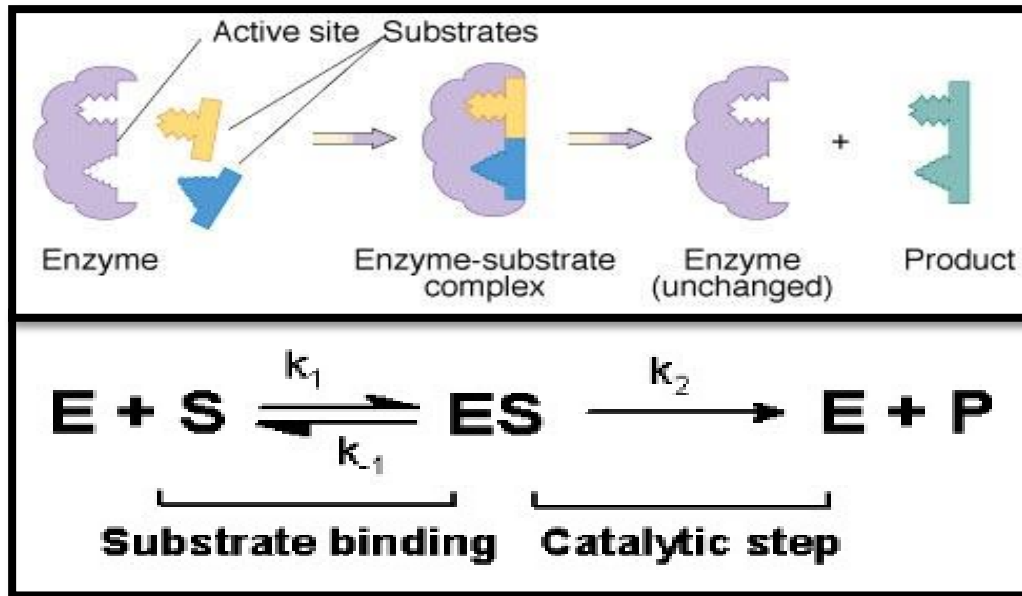 Active site Substrates
+
Enzyme Enzyme-substrate complex Enzyme (unchanged) Product
k₁ k₂
E + S ES E + P
k₋₁
Substrate binding Catalytic step